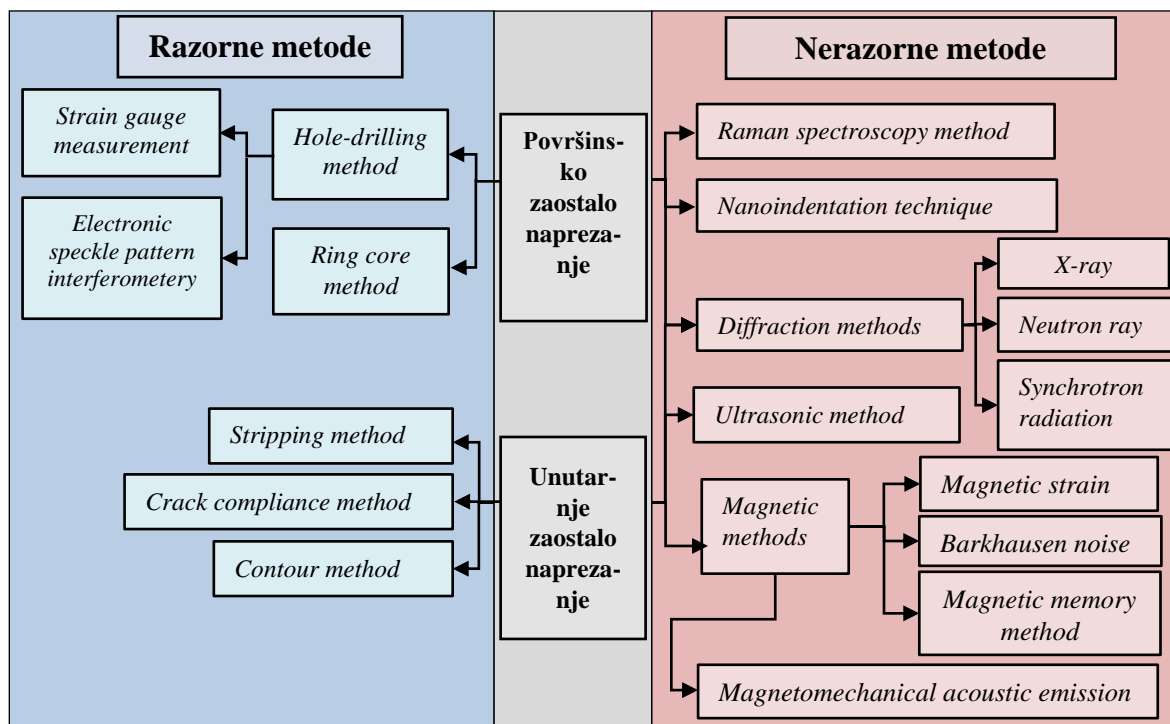 Razorne metode
Strain gauge
measurement
Hole-drilling
method
Electronic
speckle pattern
interferometery
Ring core
method
Stripping method
Crack compliance method
Contour method
Površins-
ko
zaostalo
napreza-
nje
Unutar-
nje
zaostalo
napreza-
nje
Nerazorne metode
Raman spectroscopy method
Nanoindentation technique
Diffraction methods
X-ray
Neutron ray
Synchrotron
radiation
Ultrasonic method
Magnetic
methods
Magnetic strain
Barkhausen noise
Magnetic memory
method
Magnetomechanical acoustic emission